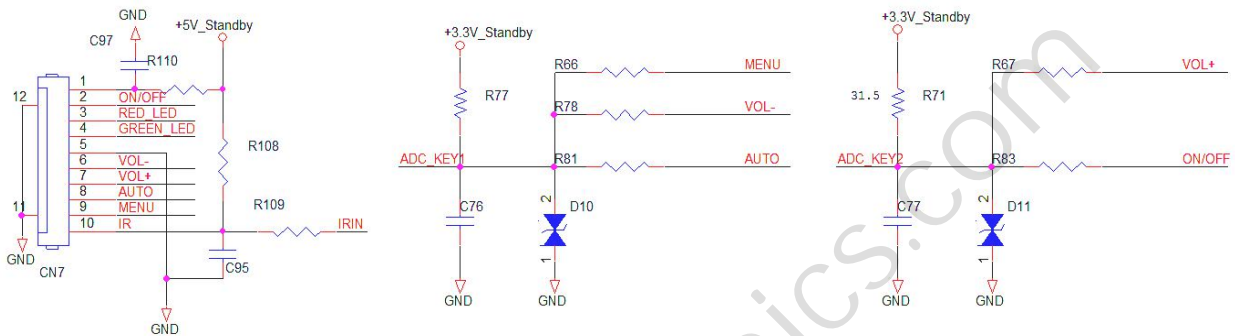 GND
C97
+5V_Standby
R110
1
2 ON/OFF
3 RED_LED
4 GREEN_LED
5
6 VOL-
7 VOL+
8 AUTO
9 MENU
10 IR
12
11
GND
CN7
R108
R109
IRIN
C95
GND
+3.3V_Standby
R77
R66 MENU
R78 VOL-
ADC_KEY1
R81 AUTO
C76
2
D10
1
GND
GND
+3.3V_Standby
31.5
R71
R67 VOL+
ADC_KEY2
R83 ON/OFF
C77
2
D11
1
GND
GND
ics.com